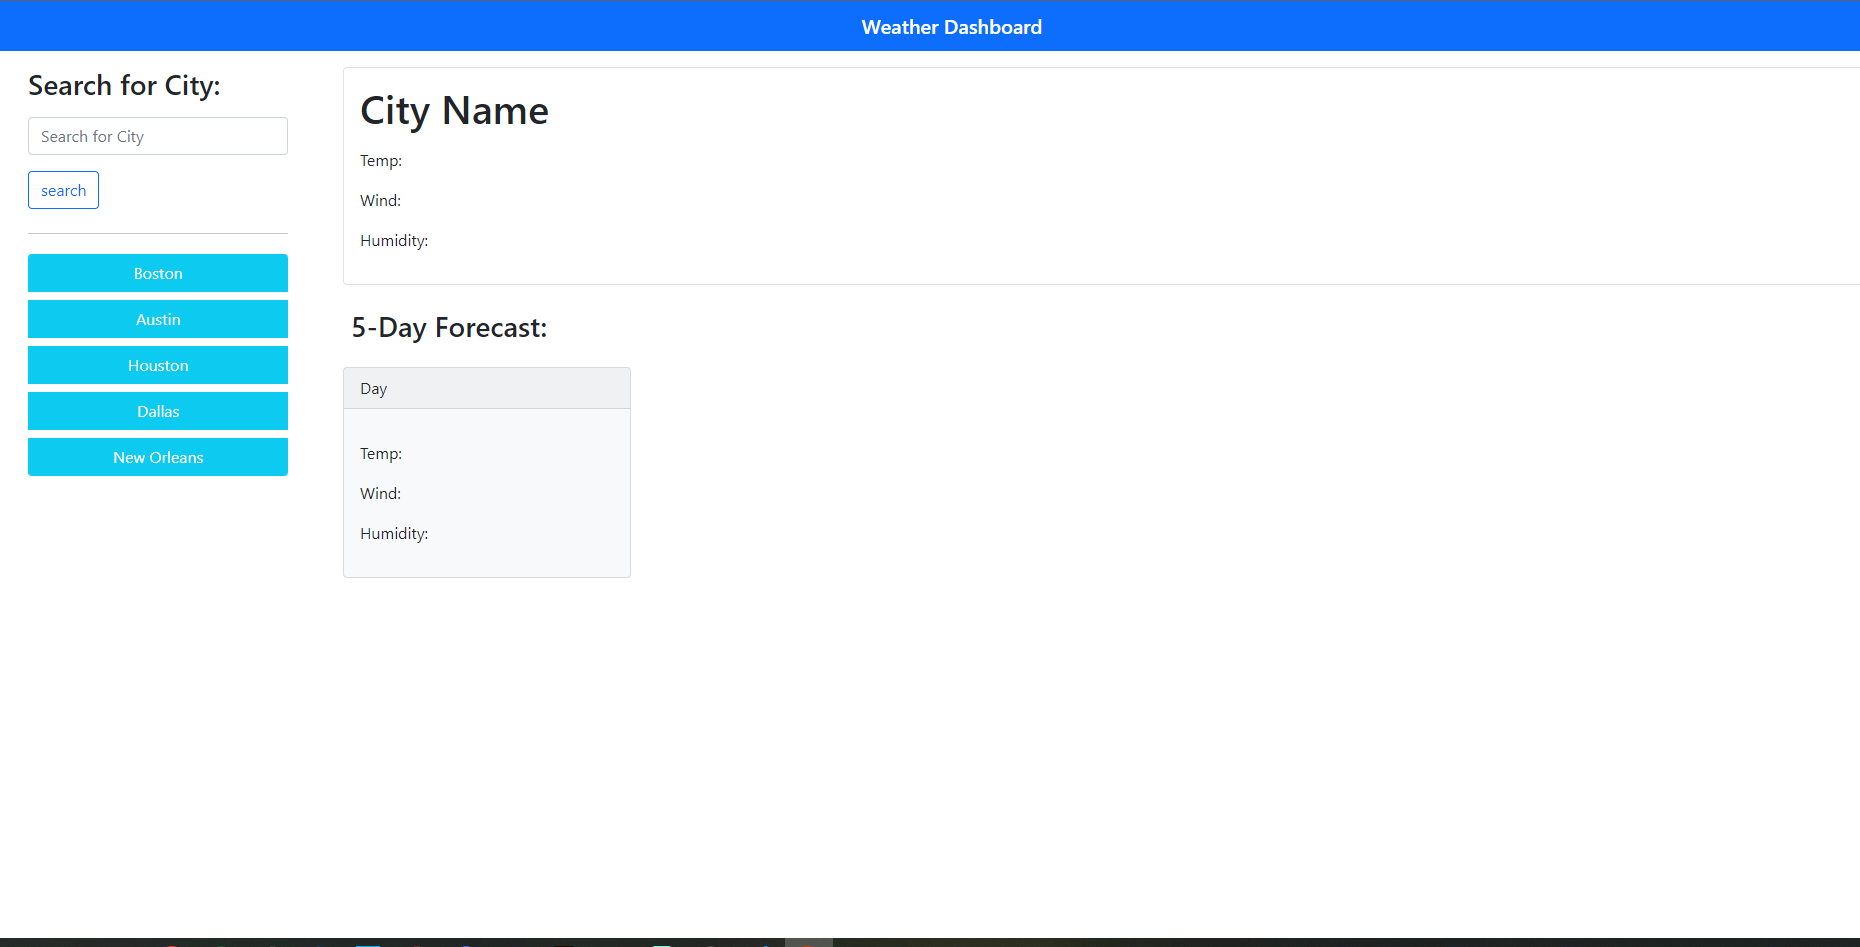 Weather Dashboard
Search for City:
Search for City
search
Boston
Austin
Houston
Dallas
New Orleans
City Name
Temp:
Wind:
Humidity:
5-Day Forecast:
Day
Temp:
Wind:
Humidity: